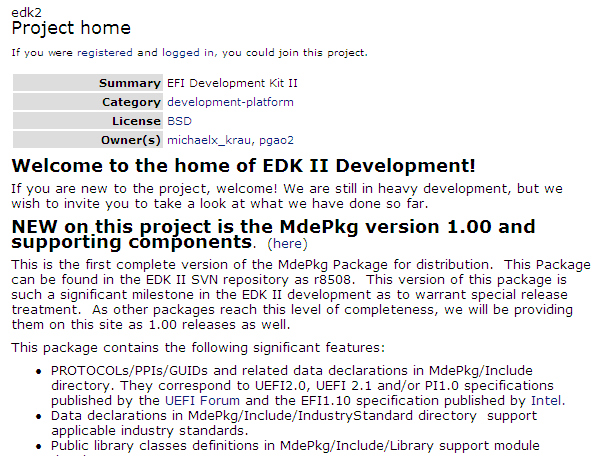 edk2
Project home
If you were registered and logged in, you could join this project.
Summary EFI Development Kit II
Category development-platform
License BSD
Owner(s) michaelx_krau, pgao2
Welcome to the home of EDK II Development!
If you are new to the project, welcome! We are still in heavy development, but we
wish to invite you to take a look at what we have done so far.
NEW on this project is the MdePkg version 1.00 and
supporting components. (here)
This is the first complete version of the MdePkg Package for distribution. This Package
can be found in the EDK II SVN repository as r8508. This version of this package is
such a significant milestone in the EDK II development as to warrant special release
treatment. As other packages reach this level of completeness, we will be providing
them on this site as 1.00 releases as well.
This package contains the following significant features:
• PROTOCOLs/PPIs/GUIDs and related data declarations in MdePkg/Include
directory. They correspond to UEFI2.0, UEFI 2.1 and/or PI1.0 specifications
published by the UEFI Forum and the EFI1.10 specification published by Intel.
• Data declarations in MdePkg/Include/IndustryStandard directory support
applicable industry standards.
• Public library classes definitions in MdePkg/Include/Library support module